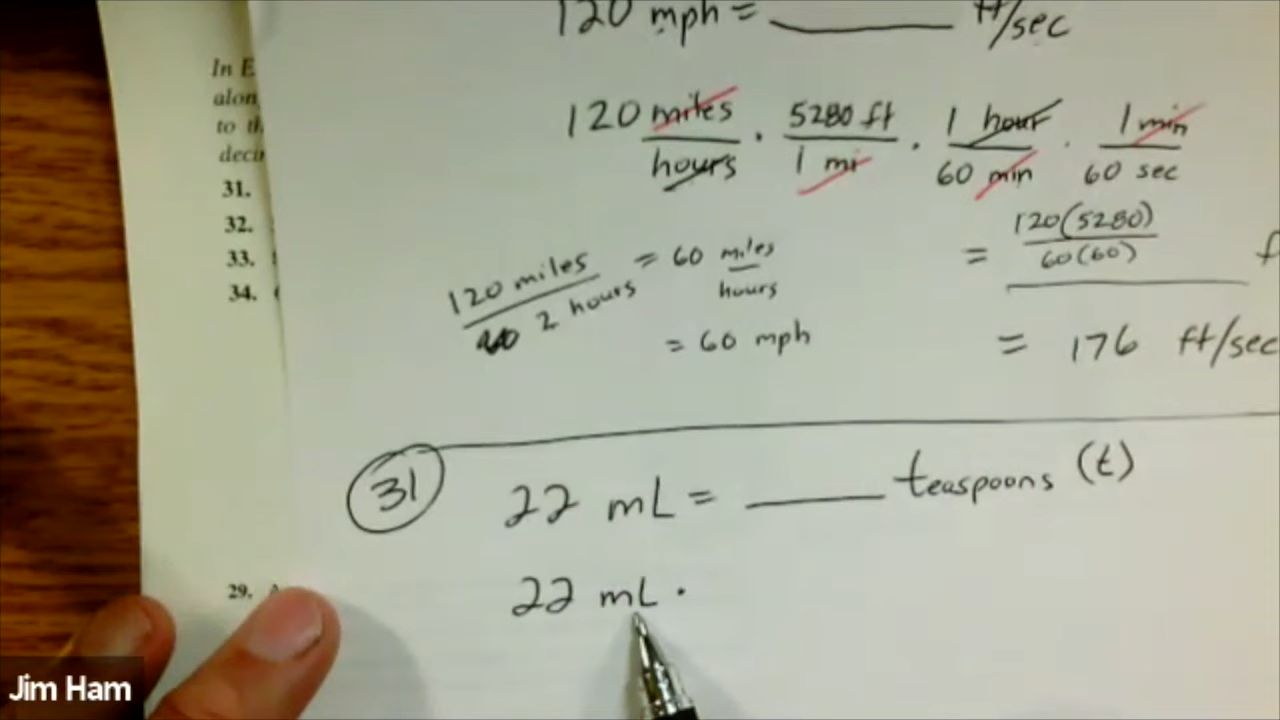 120 mph = ______ ft/sec
In E
along
to th
deci
31.
32.
33.
34.
120 miles/hours · 5280 ft/1 mi · 1 hour/60 min · 1 min/60 sec
= 120(5280)/60(60) f
120 miles/2 hours = 60 miles/hours
= 60 mph
= 176 ft/sec
31 22 mL = ______ teaspoons (t)
29.
22 mL ·
Jim Ham